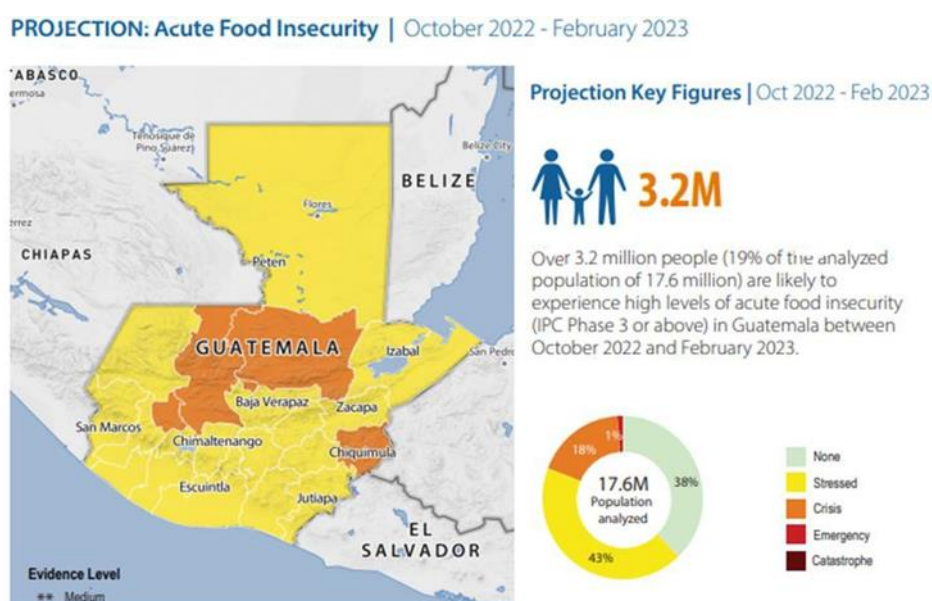 PROJECTION: Acute Food Insecurity | October 2022 - February 2023
ABASCO
ermosa
Tenosique de
Pino Suárez
Belize City
BELIZE
Flores
rrez
CHIAPAS
Petén
GUATEMALA
Izabal
San Pedro
Baja Verapaz
Zacapa
San Marcos
Chimaltenango
Chiquimula
Escuintla
Jutiapa
EL
SALVADOR
Evidence Level
** Medium
Projection Key Figures | Oct 2022 - Feb 2023
3.2M
Over 3.2 million people (19% of the analyzed
population of 17.6 million) are likely to
experience high levels of acute food insecurity
(IPC Phase 3 or above) in Guatemala between
October 2022 and February 2023.
1%
18%
38%
43%
17.6M
Population
analyzed
None
Stressed
Crisis
Emergency
Catastrophe